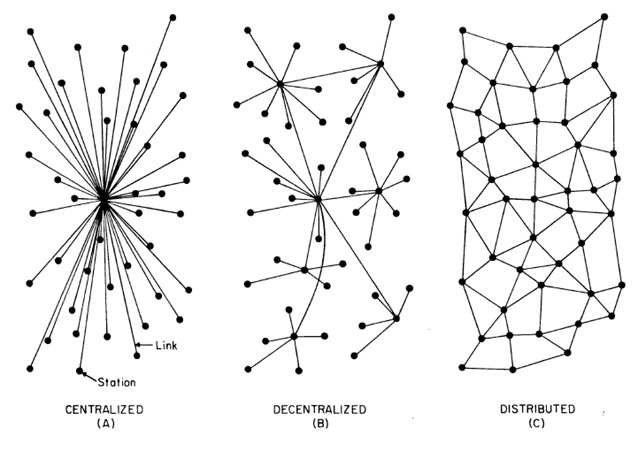 Link
Station
CENTRALIZED
(A)
DECENTRALIZED
(B)
DISTRIBUTED
(C)